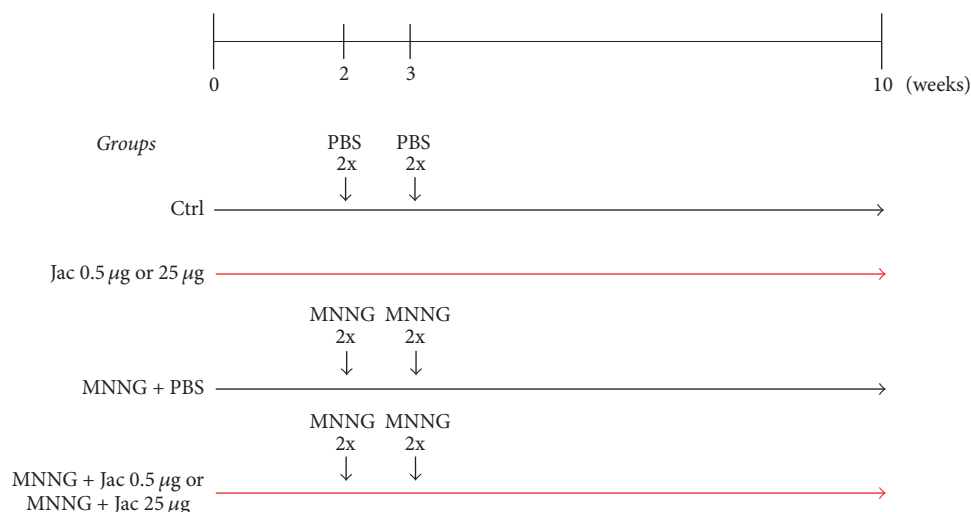 0
2
3
10 (weeks)
Groups
PBS PBS
2x 2x
Ctrl
Jac 0.5 μg or 25 μg
MNNG MNNG
2x 2x
MNNG + PBS
MNNG MNNG
2x 2x
MNNG + Jac 0.5 μg or
MNNG + Jac 25 μg